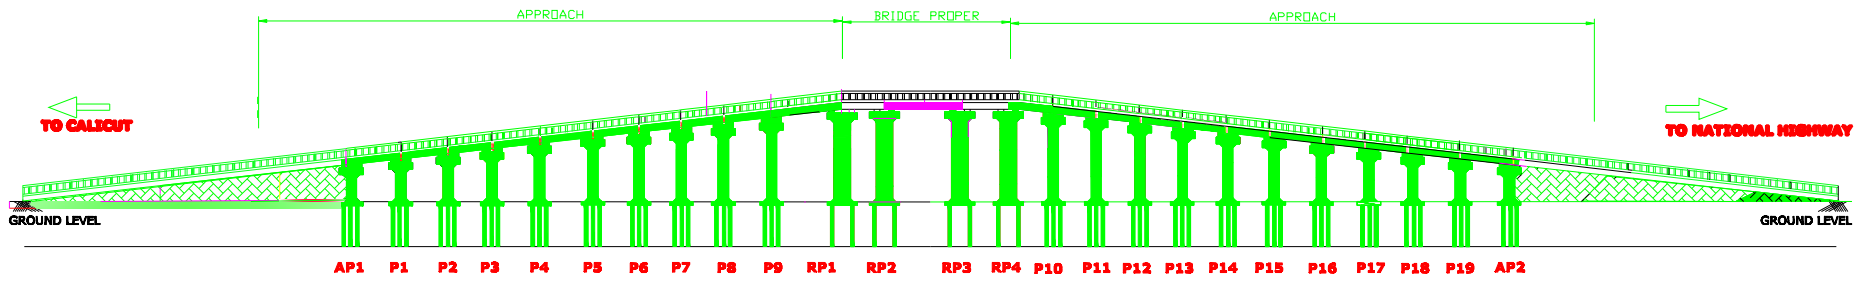 APPROACH
BRIDGE PROPER
APPROACH
TO CALICUT
TO NATIONAL HIGHWAY
GROUND LEVEL
GROUND LEVEL
AP1 P1 P2 P3 P4 P5 P6 P7 P8 P9 RP1 RP2 RP3 RP4 P10 P11 P12 P13 P14 P15 P16 P17 P18 P19 AP2